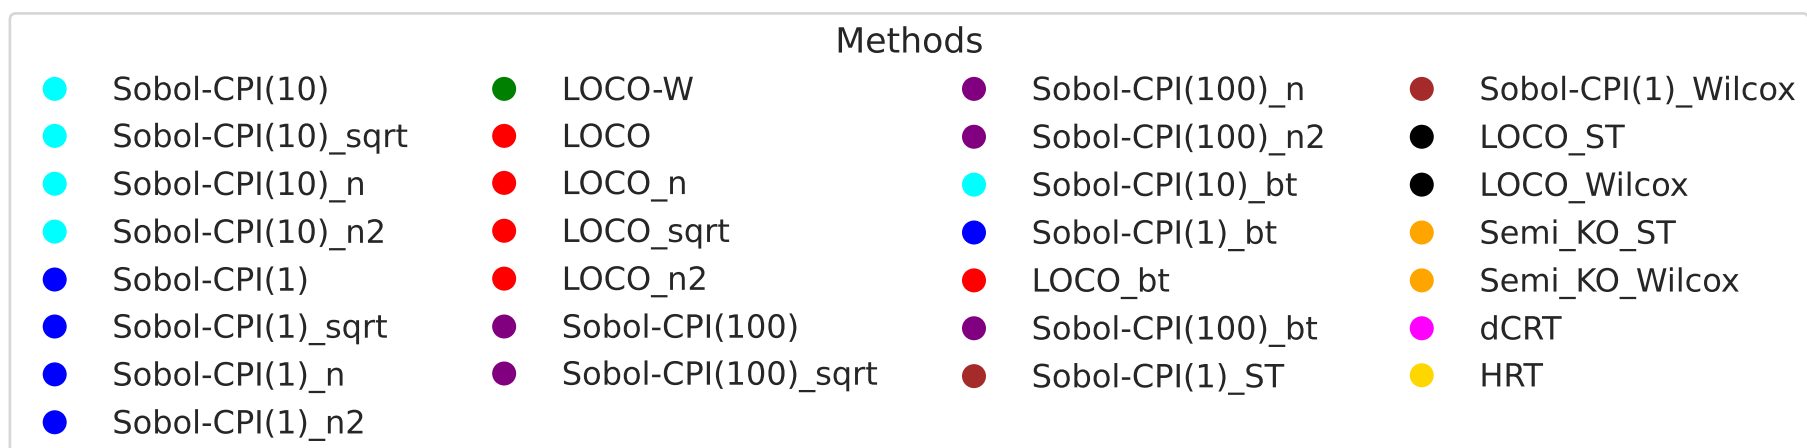 Methods
Sobol-CPI(10)
Sobol-CPI(10)_sqrt
Sobol-CPI(10)_n
Sobol-CPI(10)_n2
Sobol-CPI(1)
Sobol-CPI(1)_sqrt
Sobol-CPI(1)_n
Sobol-CPI(1)_n2
LOCO-W
LOCO
LOCO_n
LOCO_sqrt
LOCO_n2
Sobol-CPI(100)
Sobol-CPI(100)_sqrt
Sobol-CPI(100)_n
Sobol-CPI(100)_n2
Sobol-CPI(10)_bt
Sobol-CPI(1)_bt
LOCO_bt
Sobol-CPI(100)_bt
Sobol-CPI(1)_ST
Sobol-CPI(1)_Wilcox
LOCO_ST
LOCO_Wilcox
Semi_KO_ST
Semi_KO_Wilcox
dCRT
HRT